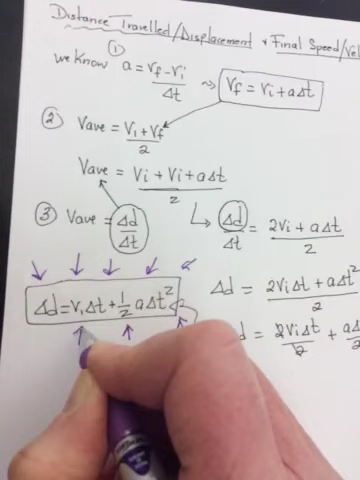 Distance Travelled/Displacement & Final Speed/Vel
we know ① a = Vf - Vi / Δt ⇝ Vf = Vi + aΔt
② Vave = Vi + Vf / 2
Vave = Vi + Vi + aΔt / 2
③ Vave = Δd / Δt
↳ Δd / Δt = 2Vi + aΔt / 2
Δd = 2ViΔt + aΔt² / 2
Δd = ViΔt + 1/2 aΔt²
d = 2ViΔt / 2 + aΔt